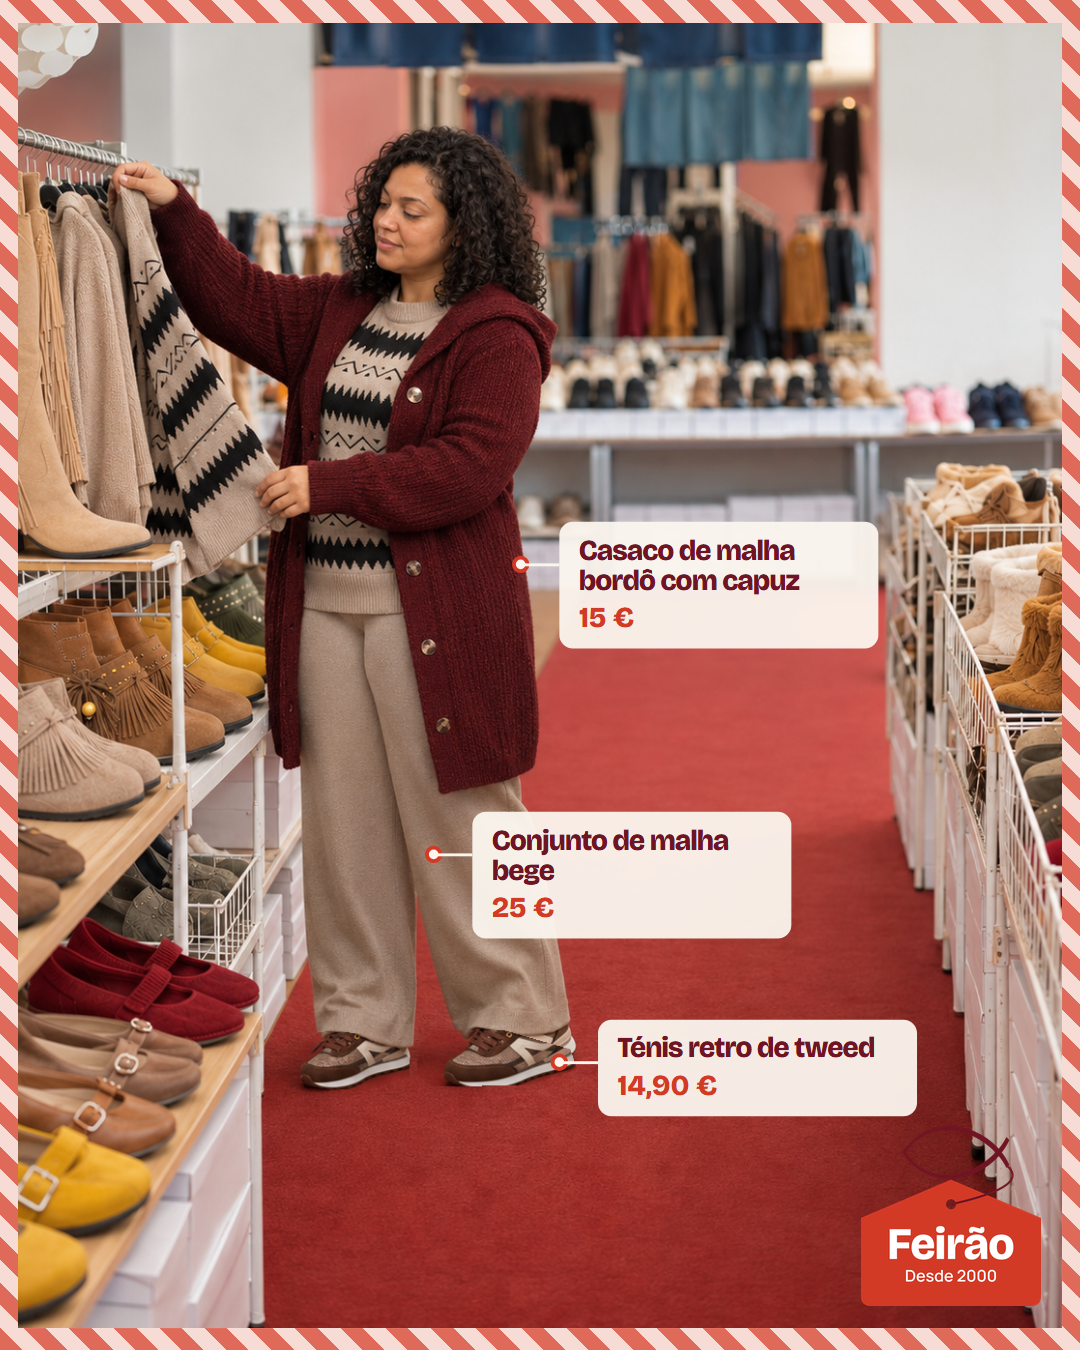 Casaco de malha
bordô com capuz
15 €
Conjunto de malha
bege
25 €
Ténis retro de tweed
14,90 €
Feirão
Desde 2000